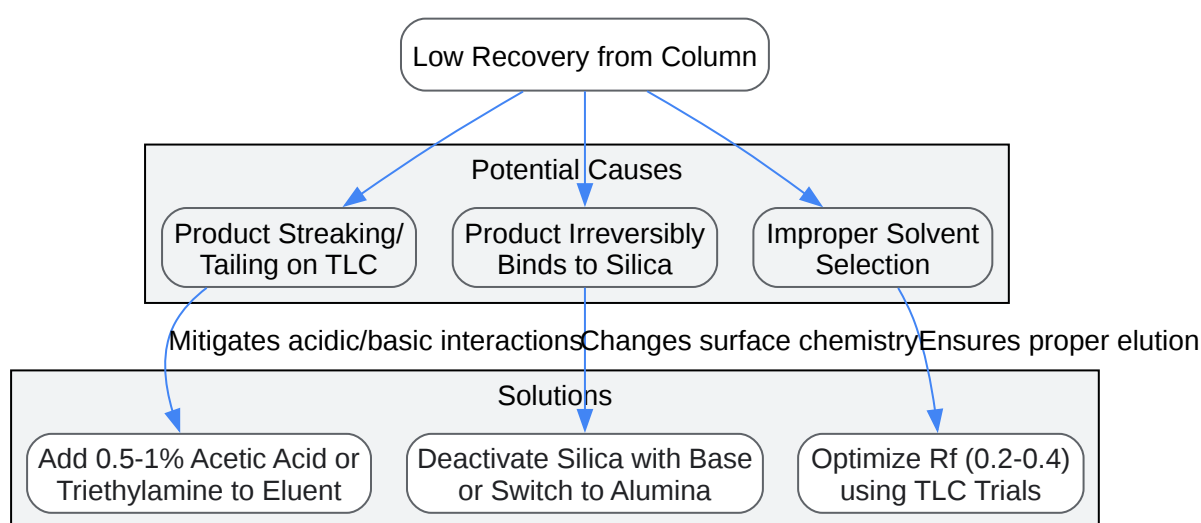 Low Recovery from Column
Potential Causes
Product Streaking/
Tailing on TLC
Product Irreversibly
Binds to Silica
Improper Solvent
Selection
Mitigates acidic/basic interactions
Changes surface chemistry
Ensures proper elution
Solutions
Add 0.5-1% Acetic Acid or
Triethylamine to Eluent
Deactivate Silica with Base
or Switch to Alumina
Optimize Rf (0.2-0.4)
using TLC Trials